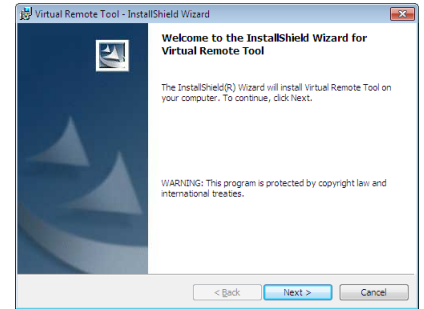 Virtual Remote Tool - InstallShield Wizard
Welcome to the InstallShield Wizard for
Virtual Remote Tool
The InstallShield(R) Wizard will install Virtual Remote Tool on
your computer. To continue, click Next.
WARNING: This program is protected by copyright law and
international treaties.
< Back Next > Cancel